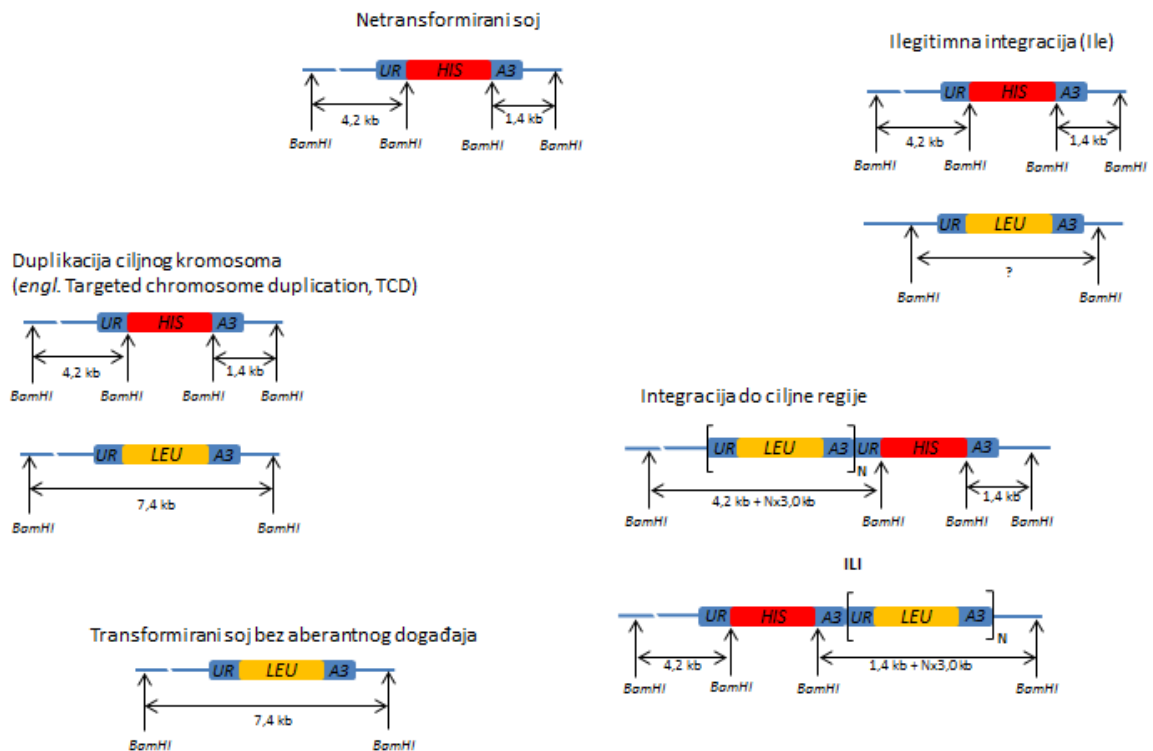 Netransformirani soj
UR HIS A3
4,2 kb 1,4 kb
BamHI BamHI BamHI BamHI
Ilegitimna integracija (Ile)
UR HIS A3
4,2 kb 1,4 kb
BamHI BamHI BamHI BamHI
UR LEU A3
?
BamHI BamHI
Duplikacija ciljnog kromosoma
(engl. Targeted chromosome duplication, TCD)
UR HIS A3
4,2 kb 1,4 kb
BamHI BamHI BamHI BamHI
UR LEU A3
7,4 kb
BamHI BamHI
Integracija do ciljne regije
UR LEU A3 N UR HIS A3
4,2 kb + Nx3,0 kb 1,4 kb
BamHI BamHI BamHI BamHI
ILI
UR HIS A3 UR LEU A3 N
4,2 kb 1,4 kb + Nx3,0 kb
BamHI BamHI BamHI BamHI
Transformirani soj bez aberantnog događaja
UR LEU A3
7,4 kb
BamHI BamHI